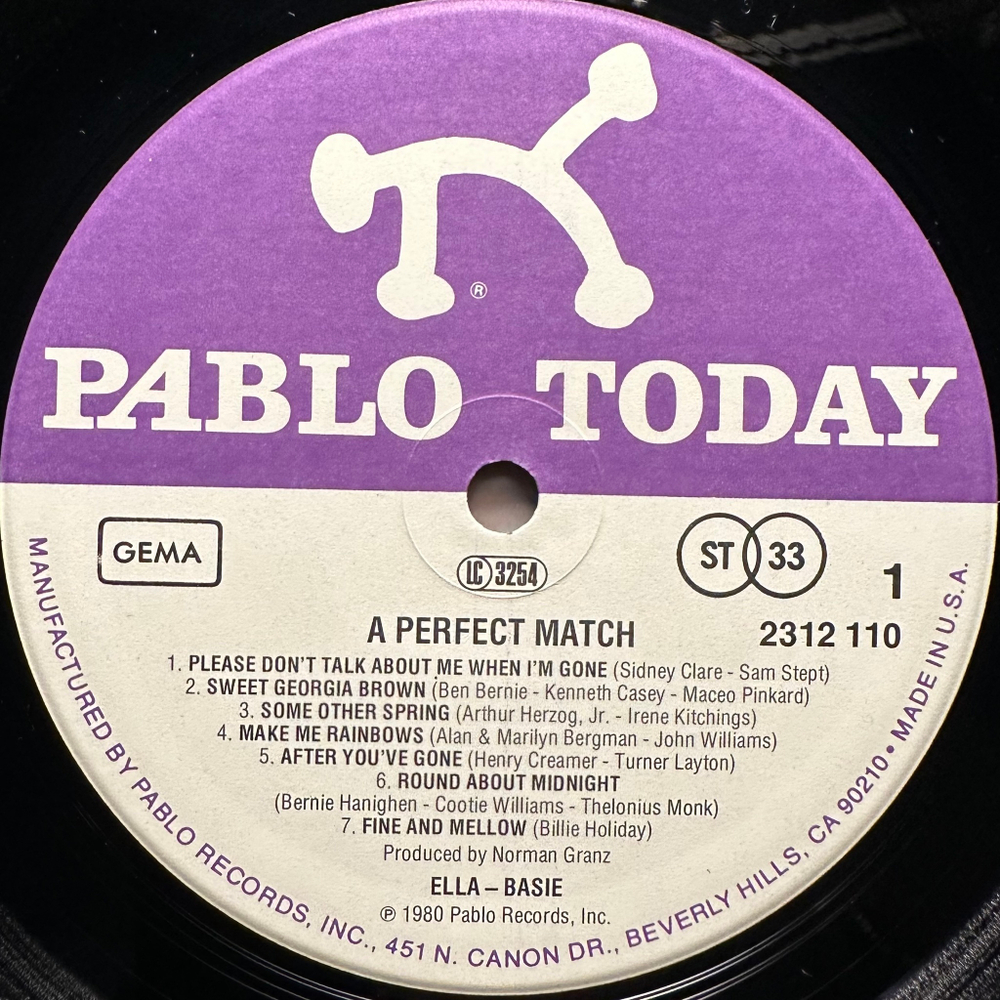 ®
PABLO TODAY
GEMA
LC 3254
ST 33
1
2312 110
A PERFECT MATCH
1. PLEASE DON'T TALK ABOUT ME WHEN I'M GONE (Sidney Clare - Sam Stept)
2. SWEET GEORGIA BROWN (Ben Bernie - Kenneth Casey - Maceo Pinkard)
3. SOME OTHER SPRING (Arthur Herzog, Jr. - Irene Kitchings)
4. MAKE ME RAINBOWS (Alan & Marilyn Bergman - John Williams)
5. AFTER YOU'VE GONE (Henry Creamer - Turner Layton)
6. ROUND ABOUT MIDNIGHT
(Bernie Hanighen - Cootie Williams - Thelonius Monk)
7. FINE AND MELLOW (Billie Holiday)
Produced by Norman Granz
ELLA – BASIE
℗ 1980 Pablo Records, Inc.
MANUFACTURED BY PABLO RECORDS, INC., 451 N. CANON DR., BEVERLY HILLS, CA 90210 • MADE IN U.S.A.